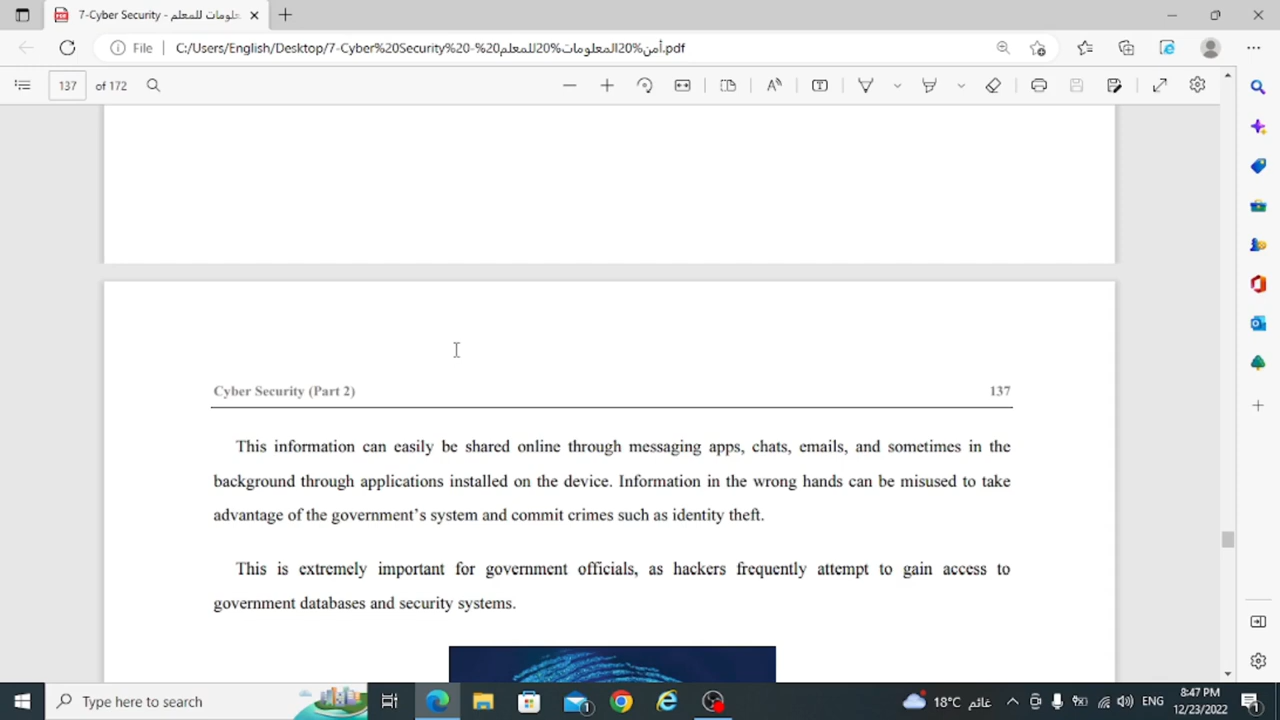 7-Cyber Security - أمن المعلومات للمعلم
File
C:/Users/English/Desktop/7-Cyber%20Security%20-%20أمن%20المعلومات%20للمعلم.pdf
137 of 172
Cyber Security (Part 2) 137
This information can easily be shared online through messaging apps, chats, emails, and sometimes in the
background through applications installed on the device. Information in the wrong hands can be misused to take
advantage of the government's system and commit crimes such as identity theft.
This is extremely important for government officials, as hackers frequently attempt to gain access to
government databases and security systems.
Type here to search
18°C غائم
ENG
8:47 PM
12/23/2022